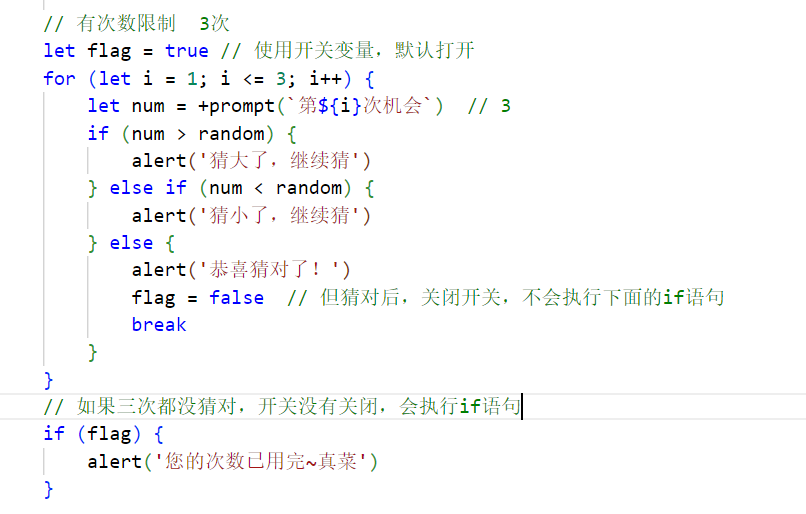 // 有次数限制  3次
let flag = true // 使用开关变量，默认打开
for (let i = 1; i <= 3; i++) {
    let num = +prompt(`第${i}次机会`)  // 3
    if (num > random) {
        alert('猜大了，继续猜')
    } else if (num < random) {
        alert('猜小了，继续猜')
    } else {
        alert('恭喜猜对了！')
        flag = false  // 但猜对后，关闭开关，不会执行下面的if语句
        break
    }
}
// 如果三次都没猜对，开关没有关闭，会执行if语句
if (flag) {
    alert('您的次数已用完~真菜')
}